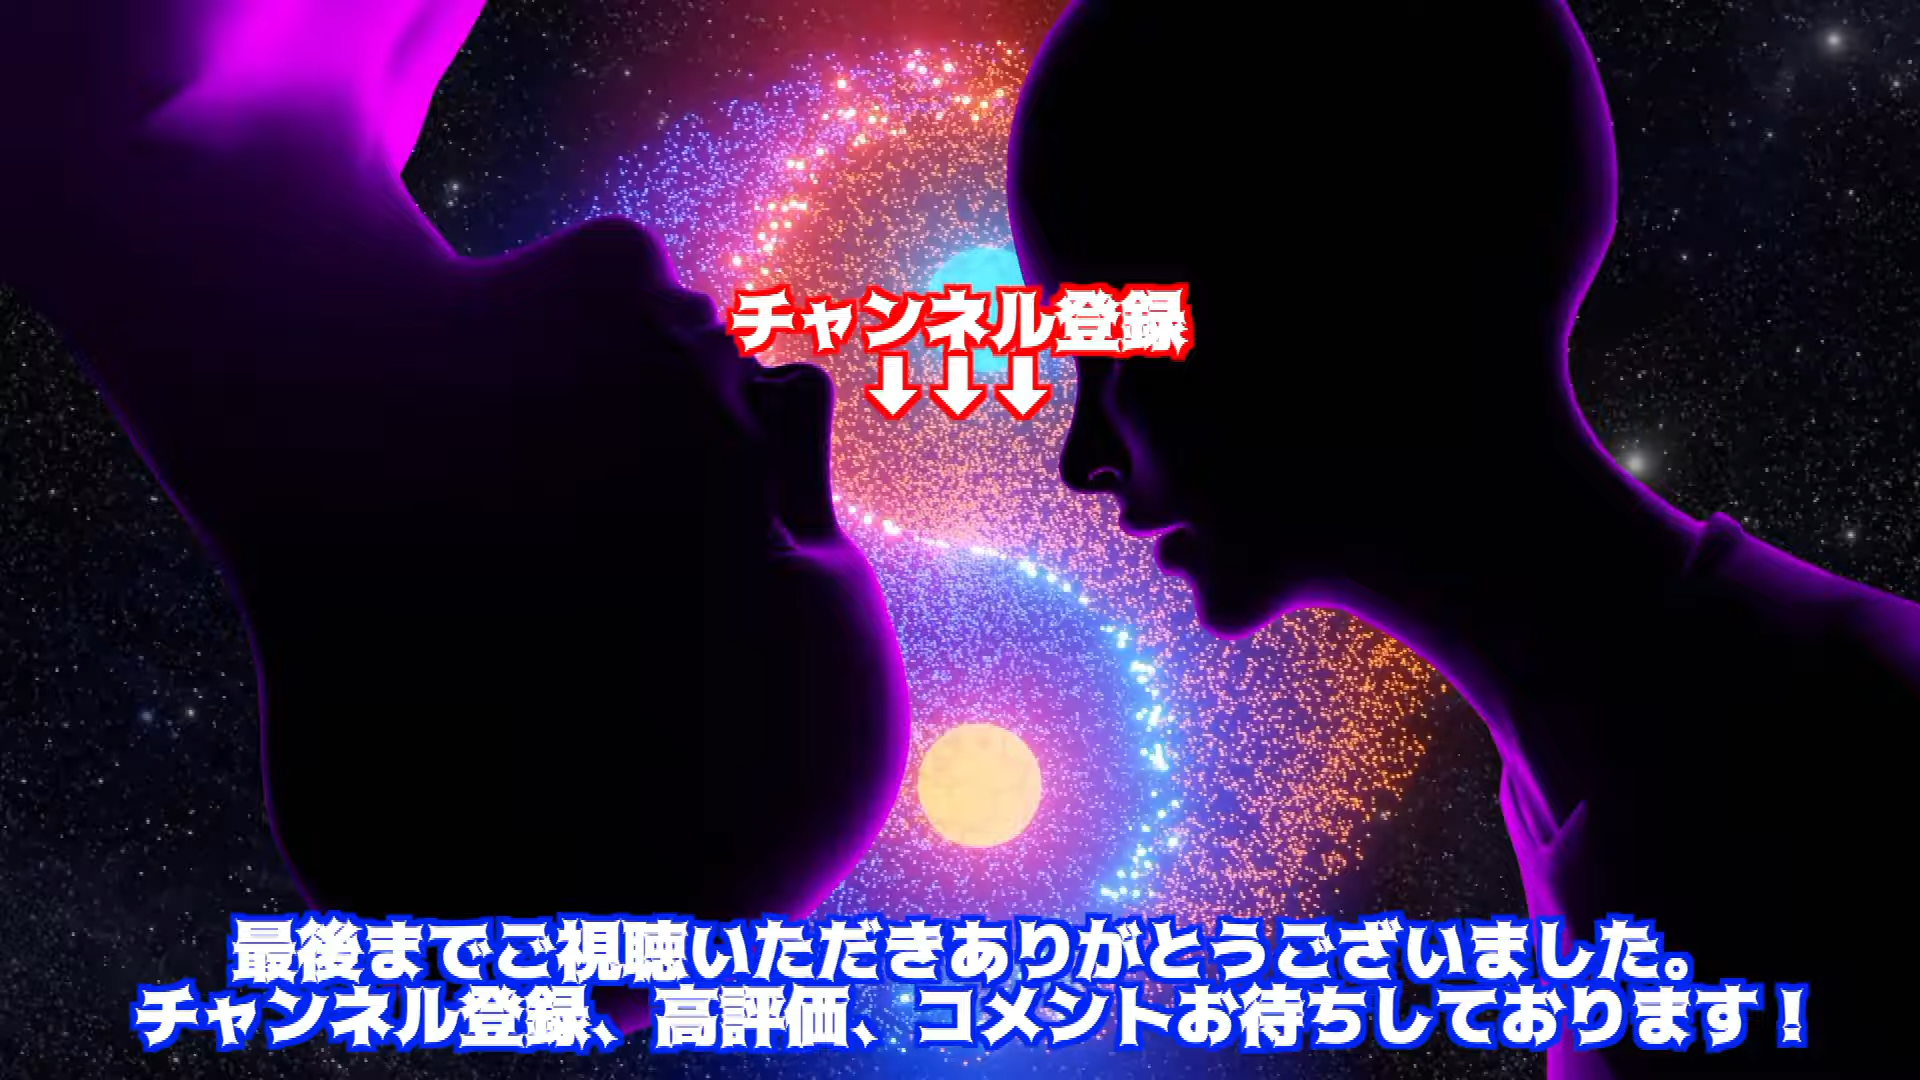 チャンネル登録
↓↓↓
最後までご視聴いただきありがとうございました。
チャンネル登録、高評価、コメントお待ちしております！